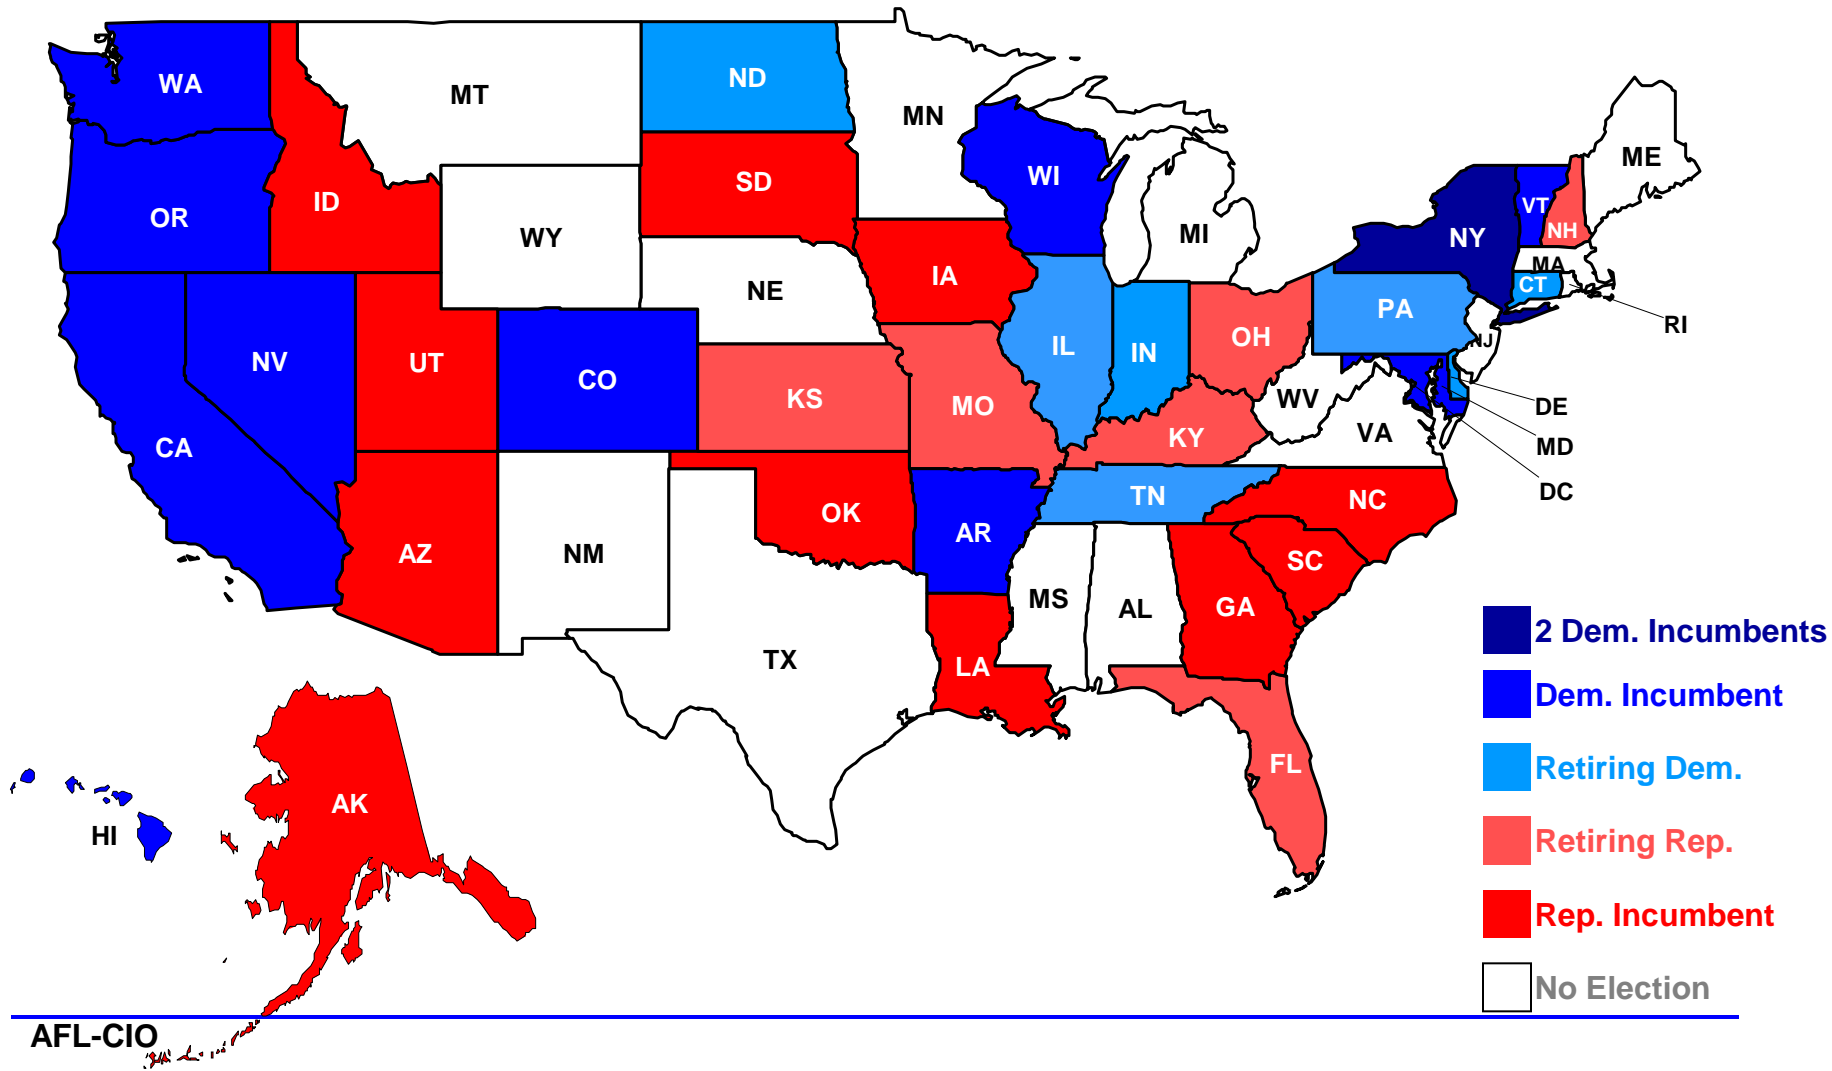 WA
MT
ND
MN
ME
SD
WI
ID
OR
VT
NH
NY
MI
WY
MA
IA
CT
NE
PA
RI
NJ
IL
IN
OH
NV
UT
CO
KS
MO
WV
DE
VA
KY
MD
CA
DC
TN
NC
OK
AR
AZ
NM
SC
MS
AL
GA
TX
LA
FL
AK
HI
2 Dem. Incumbents
Dem. Incumbent
Retiring Dem.
Retiring Rep.
Rep. Incumbent
No Election
AFL-CIO